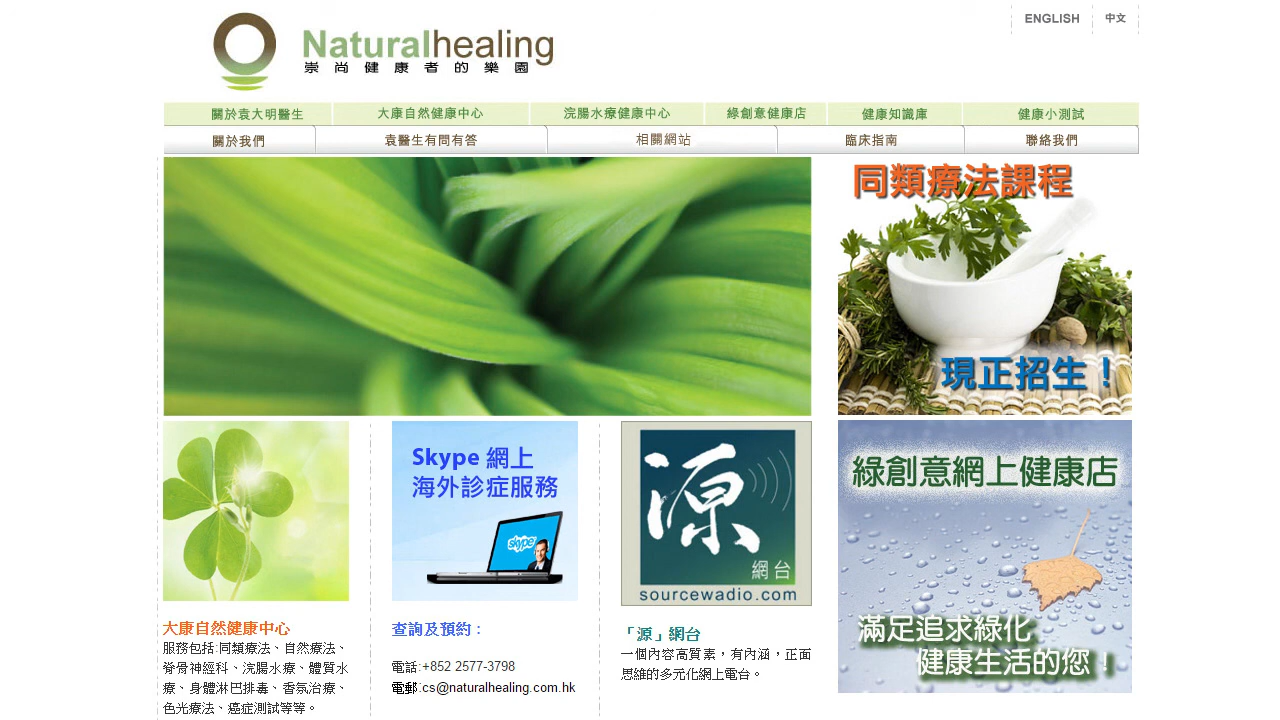 ENGLISH 中文
Naturalhealing
崇尚健康者的樂園
關於袁大明醫生 大康自然健康中心 浣腸水療健康中心 綠創意健康店 健康知識庫 健康小測試
關於我們 袁醫生有問有答 相關網站 臨床指南 聯絡我們
同類療法課程
現正招生！
Skype 網上
海外診症服務
skype
源
網台
sourcewadio.com
綠創意網上健康店
滿足追求綠化
健康生活的您！
大康自然健康中心
服務包括:同類療法、自然療法、
脊骨神經科、浣腸水療、體質水
療、身體淋巴排毒、香氛治療、
色光療法、癌症測試等等。
查詢及預約：
電話:+852 2577-3798
電郵:cs@naturalhealing.com.hk
「源」網台
一個內容高質素，有內涵，正面
思維的多元化網上電台。